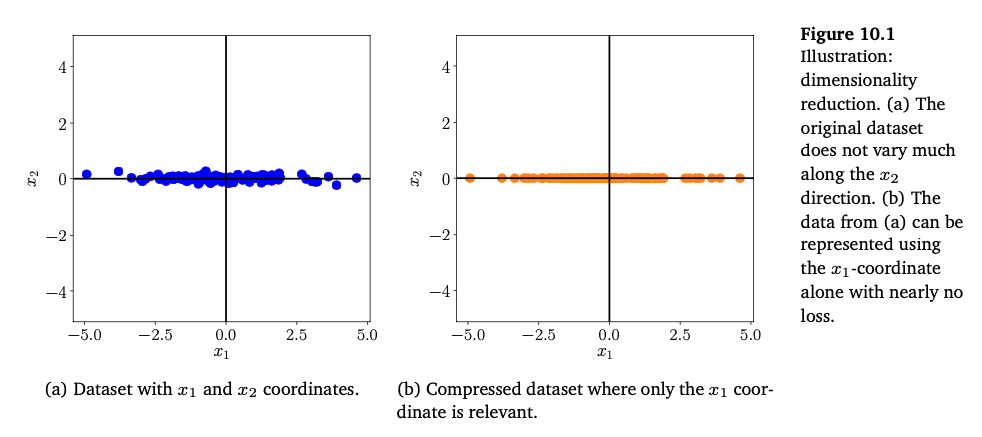 4
2
0
−2
−4
x2
−5.0 −2.5 0.0 2.5 5.0
x1
(a) Dataset with x1 and x2 coordinates.
4
2
0
−2
−4
x2
−5.0 −2.5 0.0 2.5 5.0
x1
(b) Compressed dataset where only the x1 coor-
dinate is relevant.
Figure 10.1
Illustration:
dimensionality
reduction. (a) The
original dataset
does not vary much
along the x2
direction. (b) The
data from (a) can be
represented using
the x1-coordinate
alone with nearly no
loss.